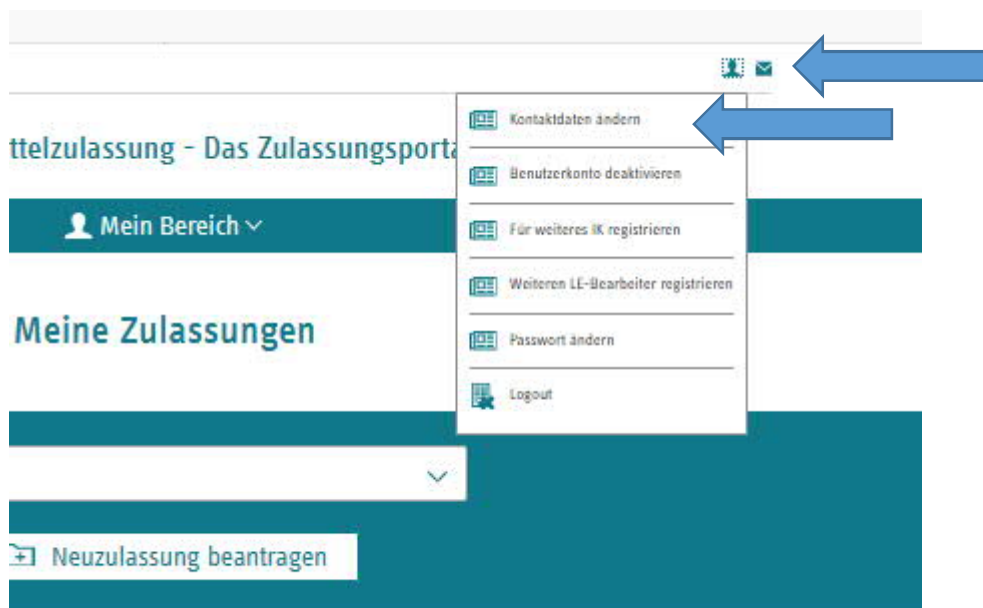 Kontaktdaten ändern
ttelzulassung - Das Zulassungsporta
Benutzerkonto deaktivieren
Mein Bereich
Für weiteres IK registrieren
Weiteren LE-Bearbeiter registrieren
Meine Zulassungen
Passwort ändern
Logout
Neuzulassung beantragen